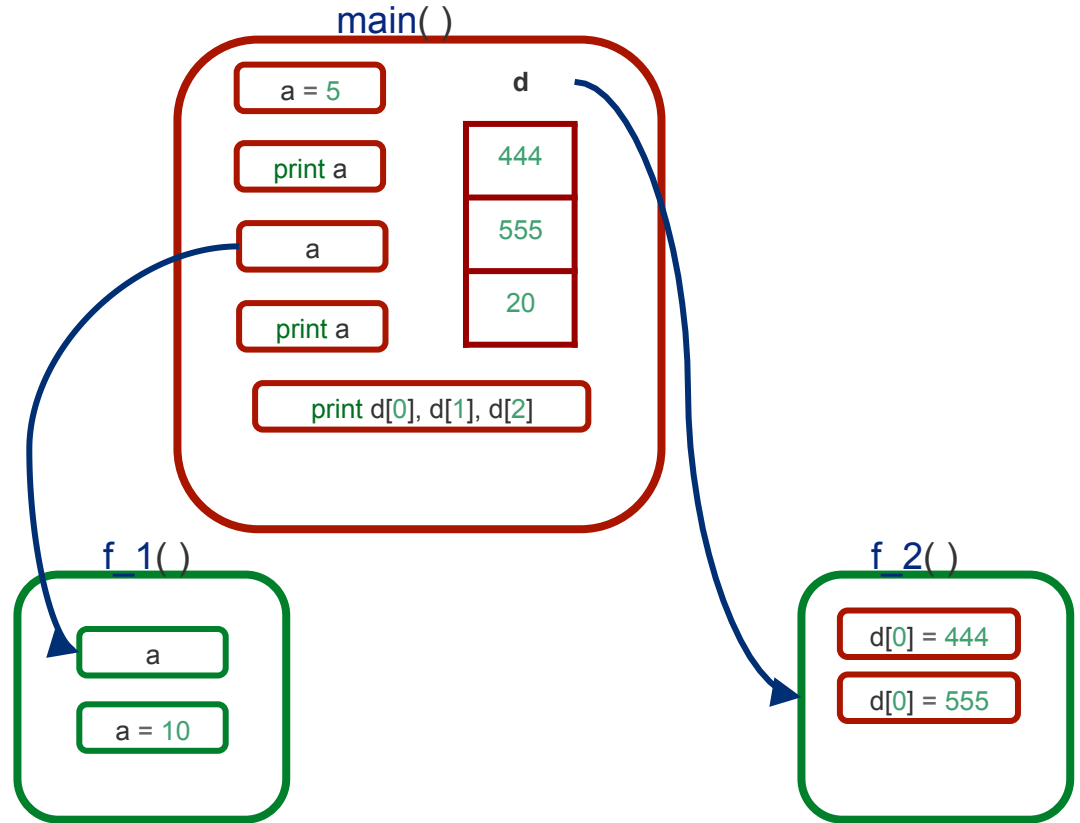 main( )
a = 5
print a
a
print a
d
444
555
20
print d[0], d[1], d[2]
f_1( )
a
a = 10
f_2( )
d[0] = 444
d[0] = 555